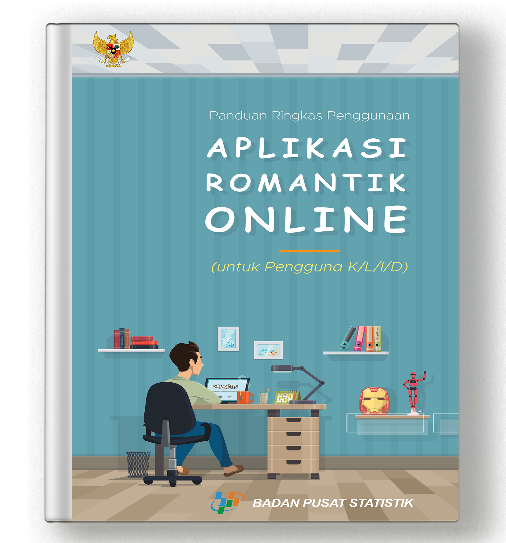 Panduan Ringkas Penggunaan
APLIKASI
ROMANTIK
ONLINE
(untuk Pengguna K/L/I/D)
BADAN PUSAT STATISTIK